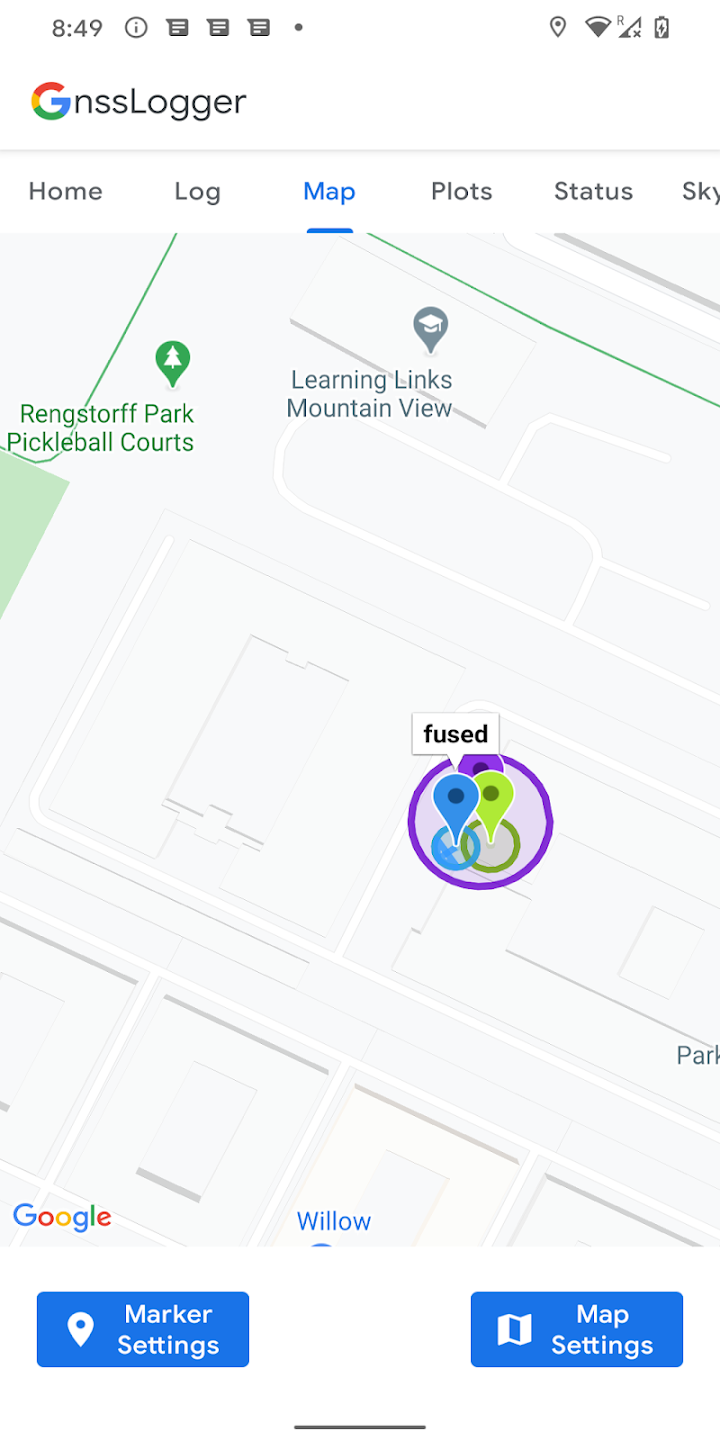 8:49
R
GnssLogger
Home Log Map Plots Status Sky
Learning Links
Mountain View
Rengstorff Park
Pickleball Courts
fused
Park
Willow
Google
Marker
Settings
Map
Settings